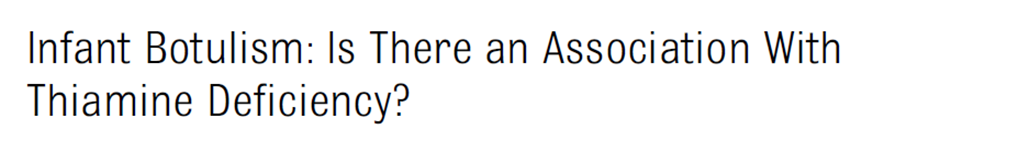 Infant Botulism: Is There an Association With
Thiamine Deficiency?